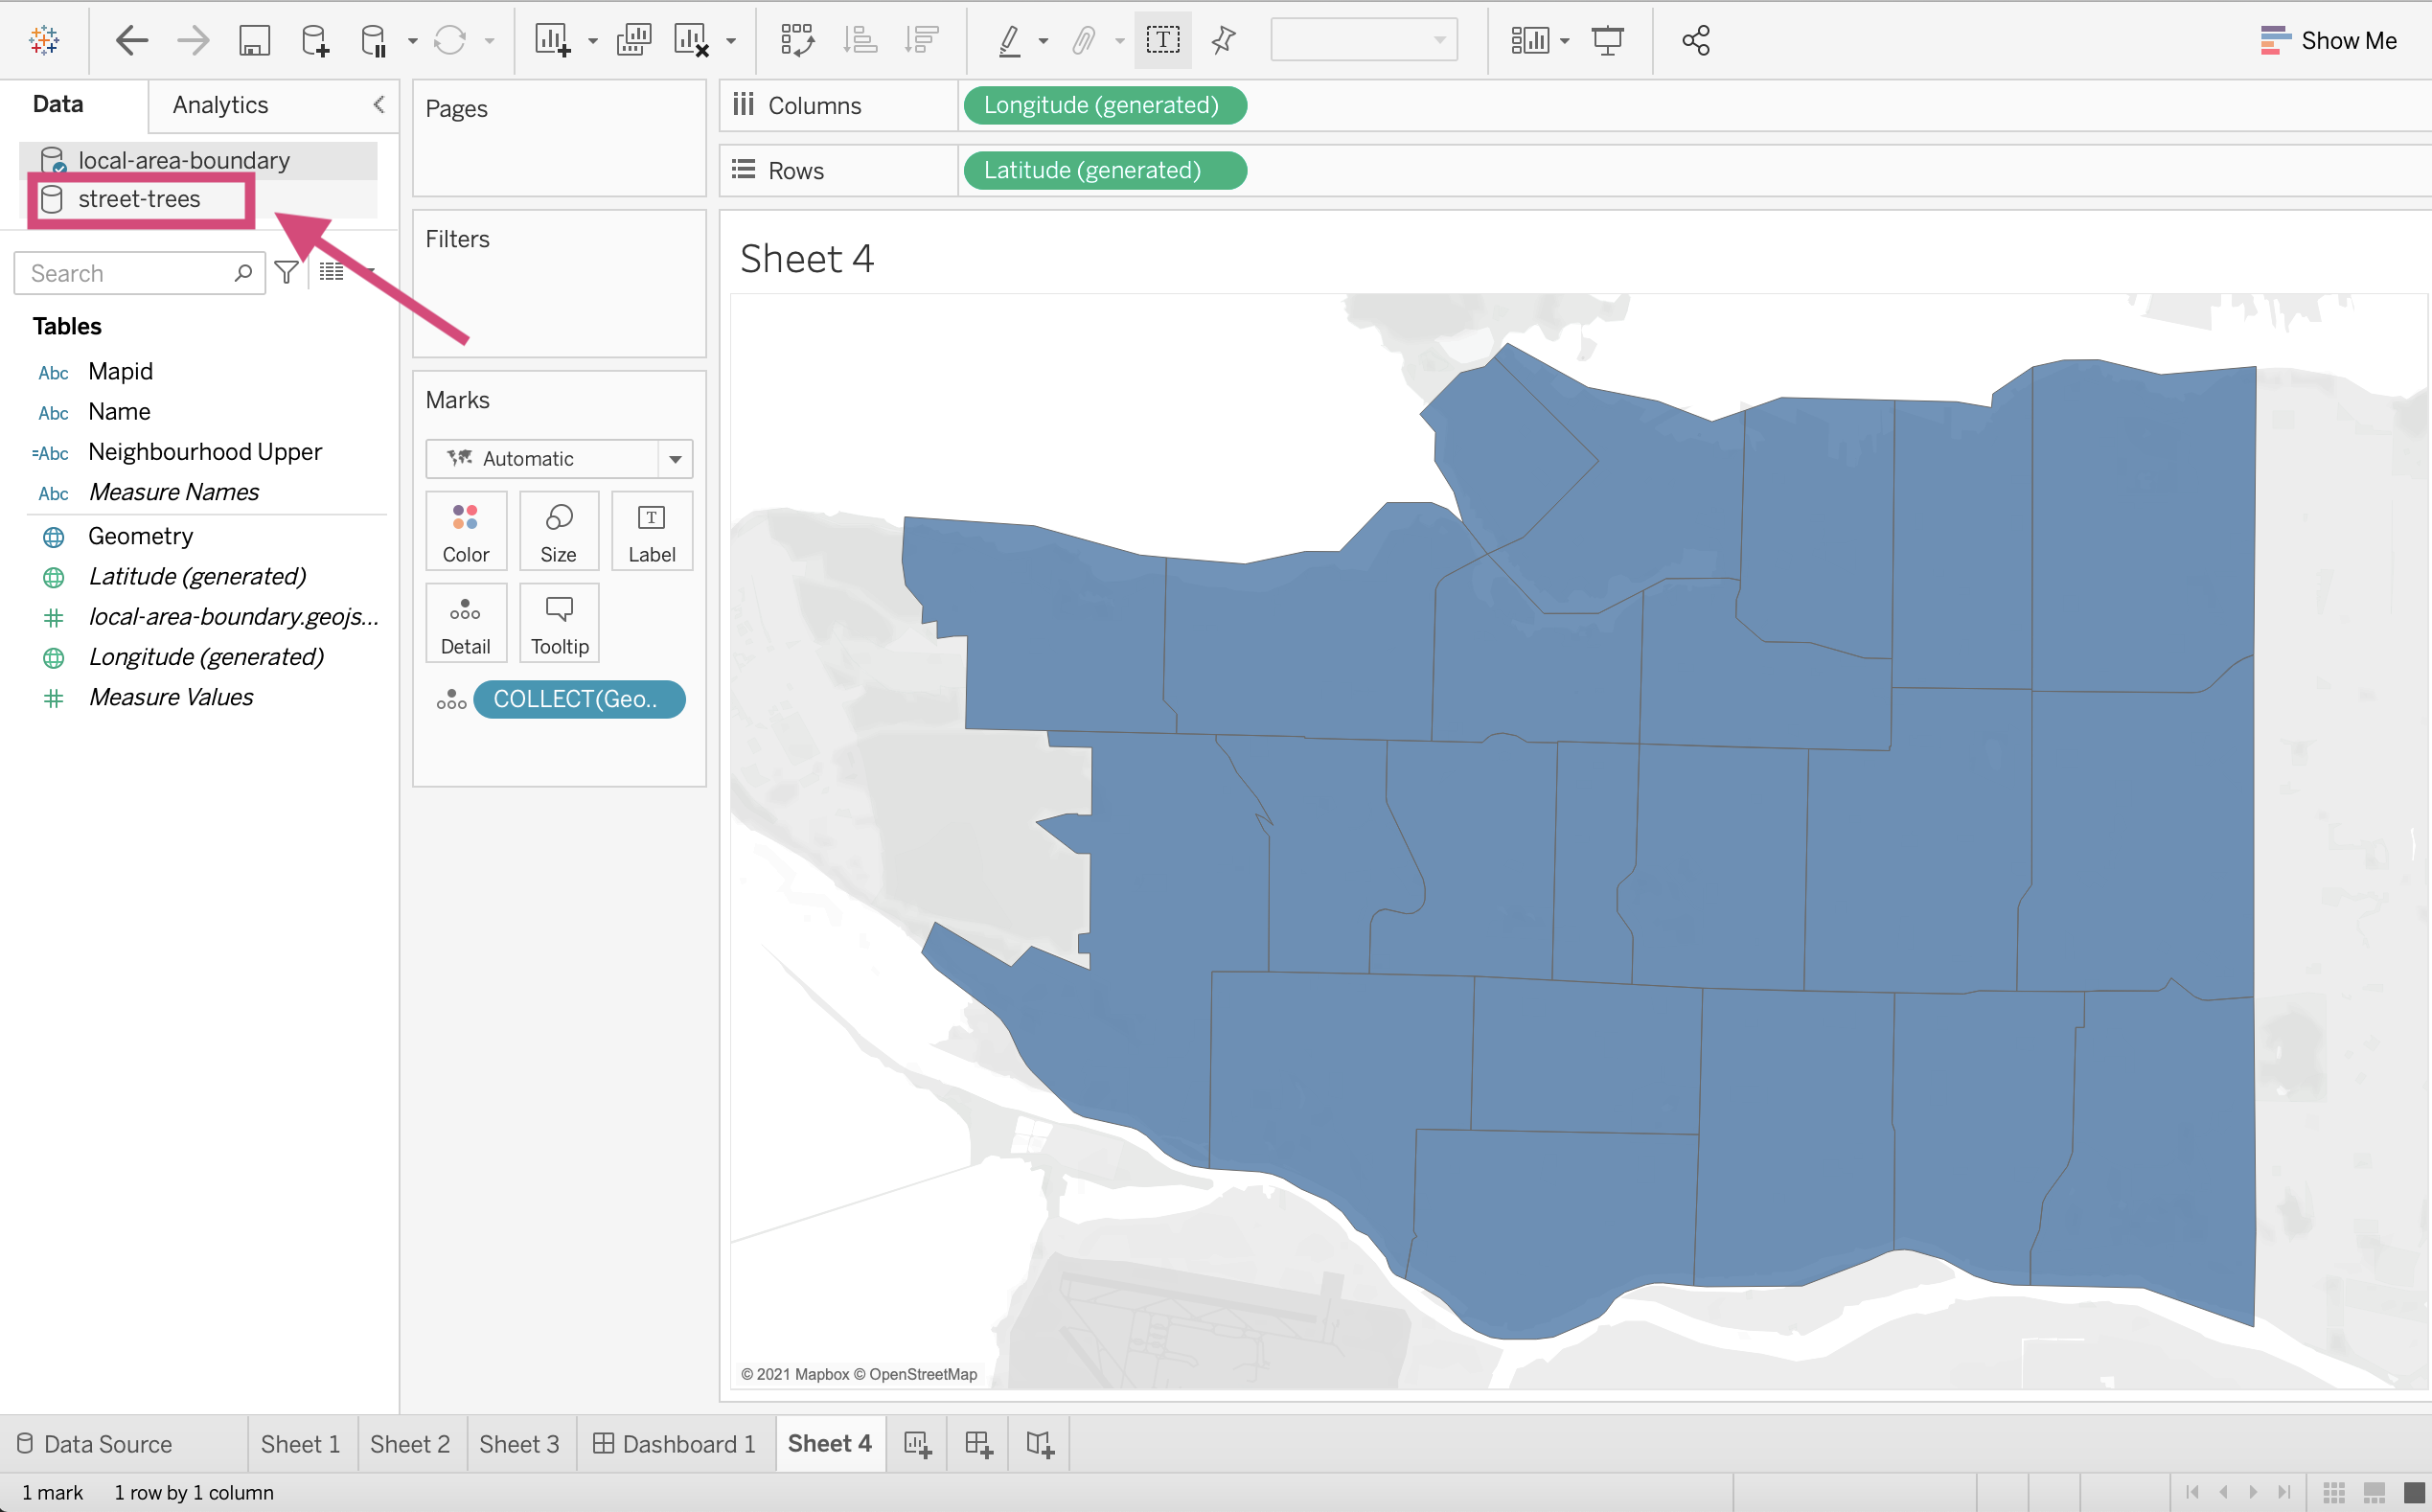 Show Me
Data
Analytics
local-area-boundary
street-trees
Search
Tables
Abc Mapid
Abc Name
=Abc Neighbourhood Upper
Abc Measure Names
Geometry
Latitude (generated)
local-area-boundary.geojs...
Longitude (generated)
Measure Values
Pages
Filters
Marks
Automatic
Color
Size
T
Label
Detail
Tooltip
COLLECT(Geo..
Columns
Longitude (generated)
Rows
Latitude (generated)
Sheet 4
© 2021 Mapbox © OpenStreetMap
Data Source
Sheet 1
Sheet 2
Sheet 3
Dashboard 1
Sheet 4
1 mark
1 row by 1 column